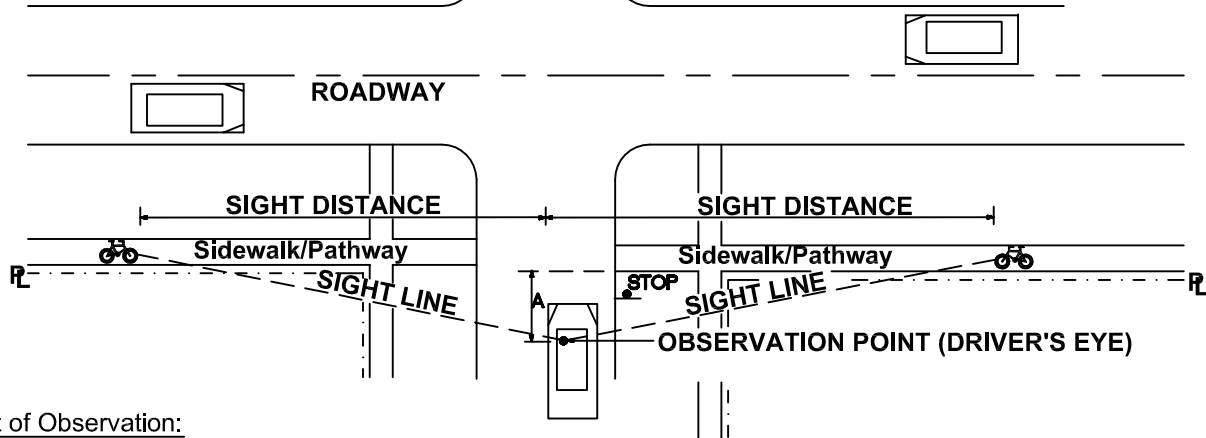 ROADWAY
SIGHT DISTANCE SIGHT DISTANCE
Sidewalk/Pathway Sidewalk/Pathway
PL PL
SIGHT LINE A STOP SIGHT LINE
OBSERVATION POINT (DRIVER'S EYE)
of Observation: